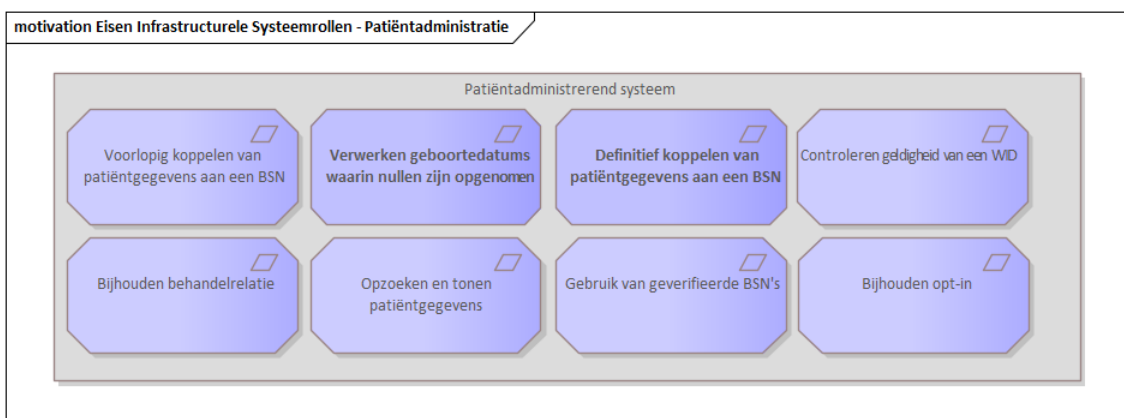 motivation Eisen Infrastructurele Systeemrollen - Patiëntadministratie
Patiëntadministrerend systeem
Voorlopig koppelen van
patiëntgegevens aan een BSN
Verwerken geboortedatums
waarin nullen zijn opgenomen
Definitief koppelen van
patiëntgegevens aan een BSN
Controleren geldigheid van een WID
Bijhouden behandelrelatie
Opzoeken en tonen
patiëntgegevens
Gebruik van geverifieerde BSN's
Bijhouden opt-in